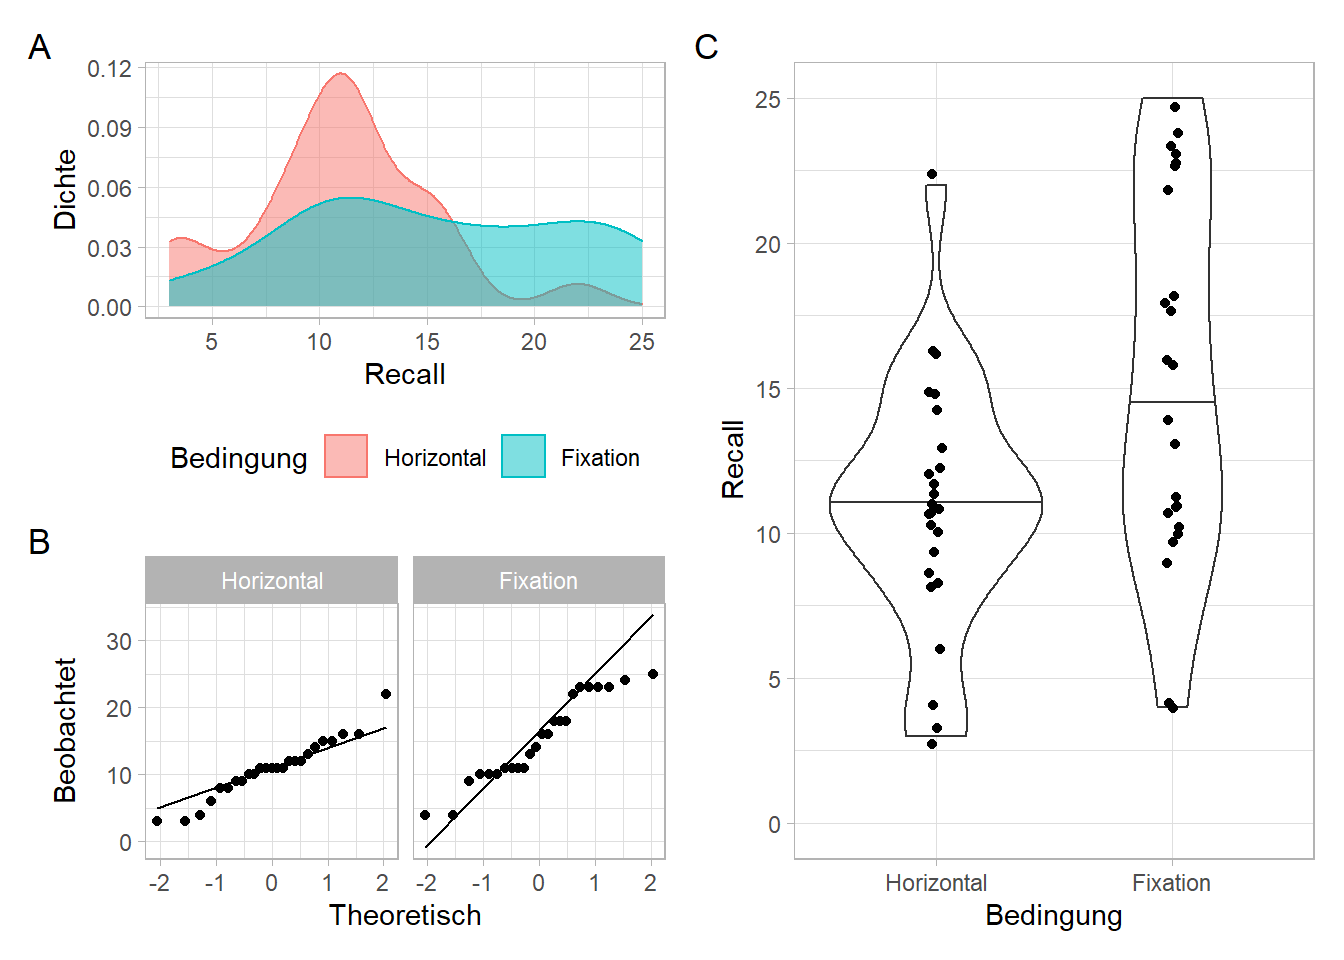 A
0.12
0.09
0.06
0.03
0.00
Dichte
5 10 15 20 25
Recall
Bedingung Horizontal Fixation
B
Horizontal Fixation
30
20
10
0
Beobachtet
-2 -1 0 1 2 -2 -1 0 1 2
Theoretisch
C
25
20
15
10
5
0
Recall
Horizontal Fixation
Bedingung